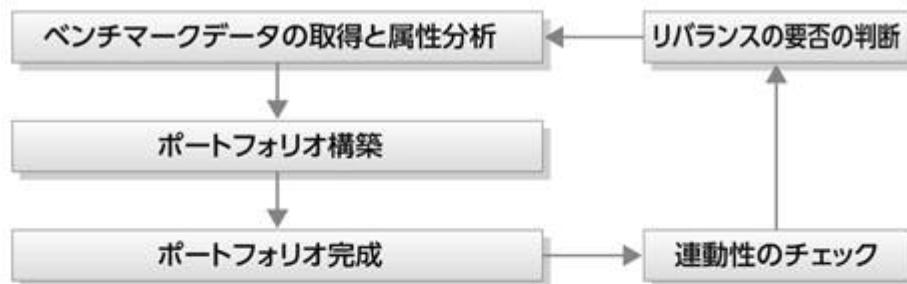 ベンチマークデータの取得と属性分析
リバランスの要否の判断
ポートフォリオ構築
ポートフォリオ完成
連動性のチェック